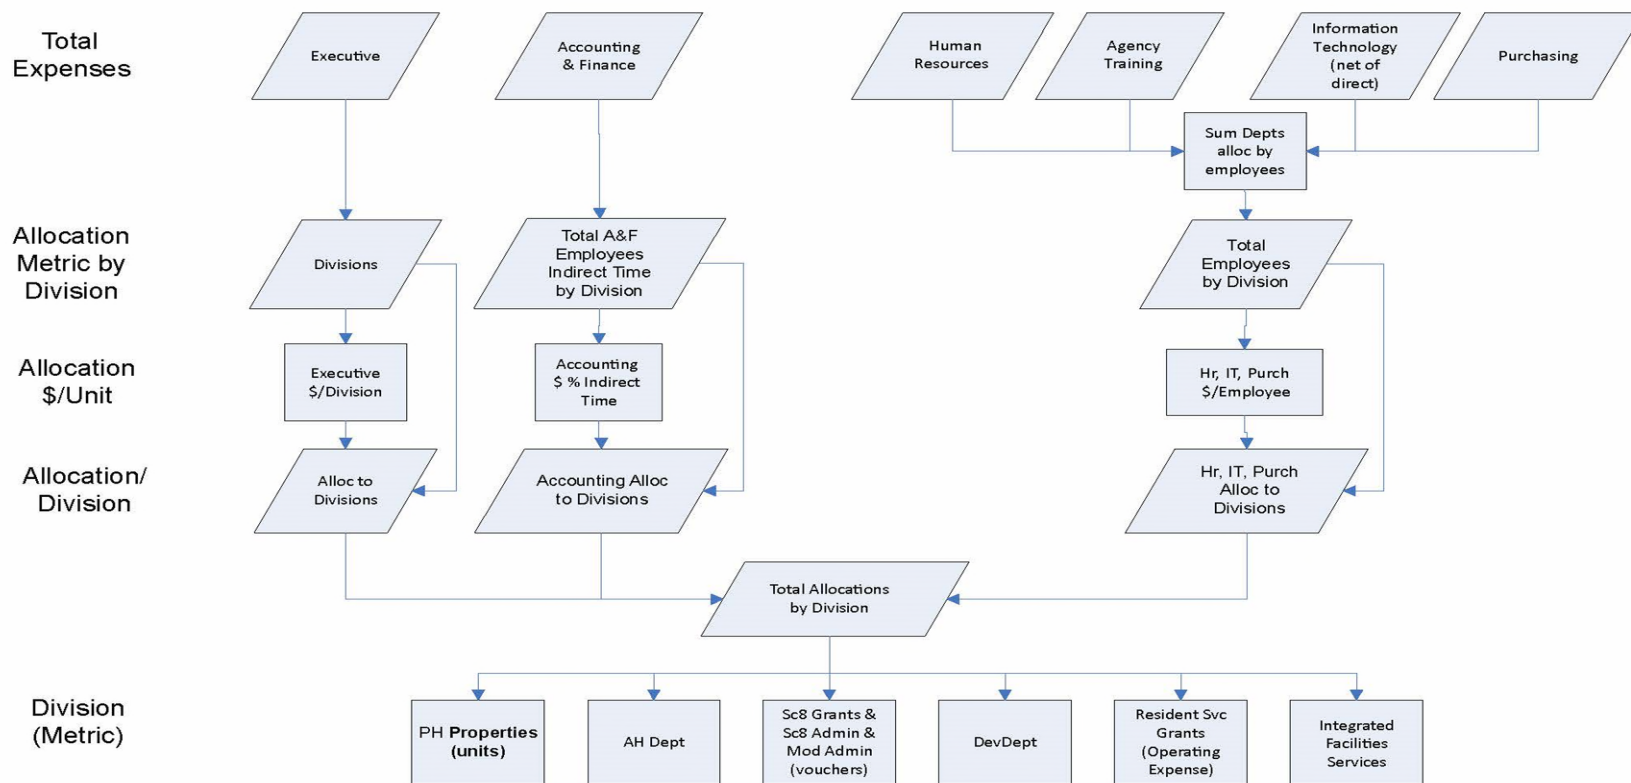 Total
Expenses
Executive
Accounting
& Finance
Human
Resources
Agency
Training
Information
Technology
(net of
direct)
Purchasing
Sum Depts
alloc by
employees
Allocation
Metric by
Division
Divisions
Total A&F
Employees
Indirect Time
by Division
Total
Employees
by Division
Allocation
$/Unit
Executive
$/Division
Accounting
$ % Indirect
Time
Hr, IT, Purch
$/Employee
Allocation/
Division
Alloc to
Divisions
Accounting Alloc
to Divisions
Hr, IT, Purch
Alloc to
Divisions
Total Allocations
by Division
Division
(Metric)
PH Properties
(units)
AH Dept
Sc8 Grants &
Sc8 Admin &
Mod Admin
(vouchers)
DevDept
Resident Svc
Grants
(Operating
Expense)
Integrated
Facilities
Services